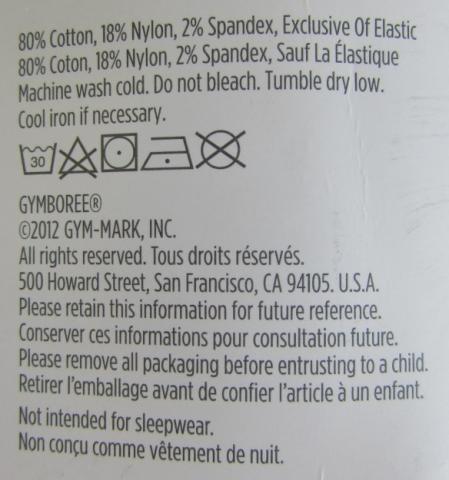 80% Cotton, 18% Nylon, 2% Spandex, Exclusive Of Elastic
80% Coton, 18% Nylon, 2% Spandex, Sauf La Élastique
Machine wash cold. Do not bleach. Tumble dry low.
Cool iron if necessary.
30
GYMBOREE®
©2012 GYM-MARK, INC.
All rights reserved. Tous droits réservés.
500 Howard Street, San Francisco, CA 94105. U.S.A.
Please retain this information for future reference.
Conserver ces informations pour consultation future.
Please remove all packaging before entrusting to a child.
Retirer l'emballage avant de confier l'article à un enfant.
Not intended for sleepwear.
Non conçu comme vêtement de nuit.